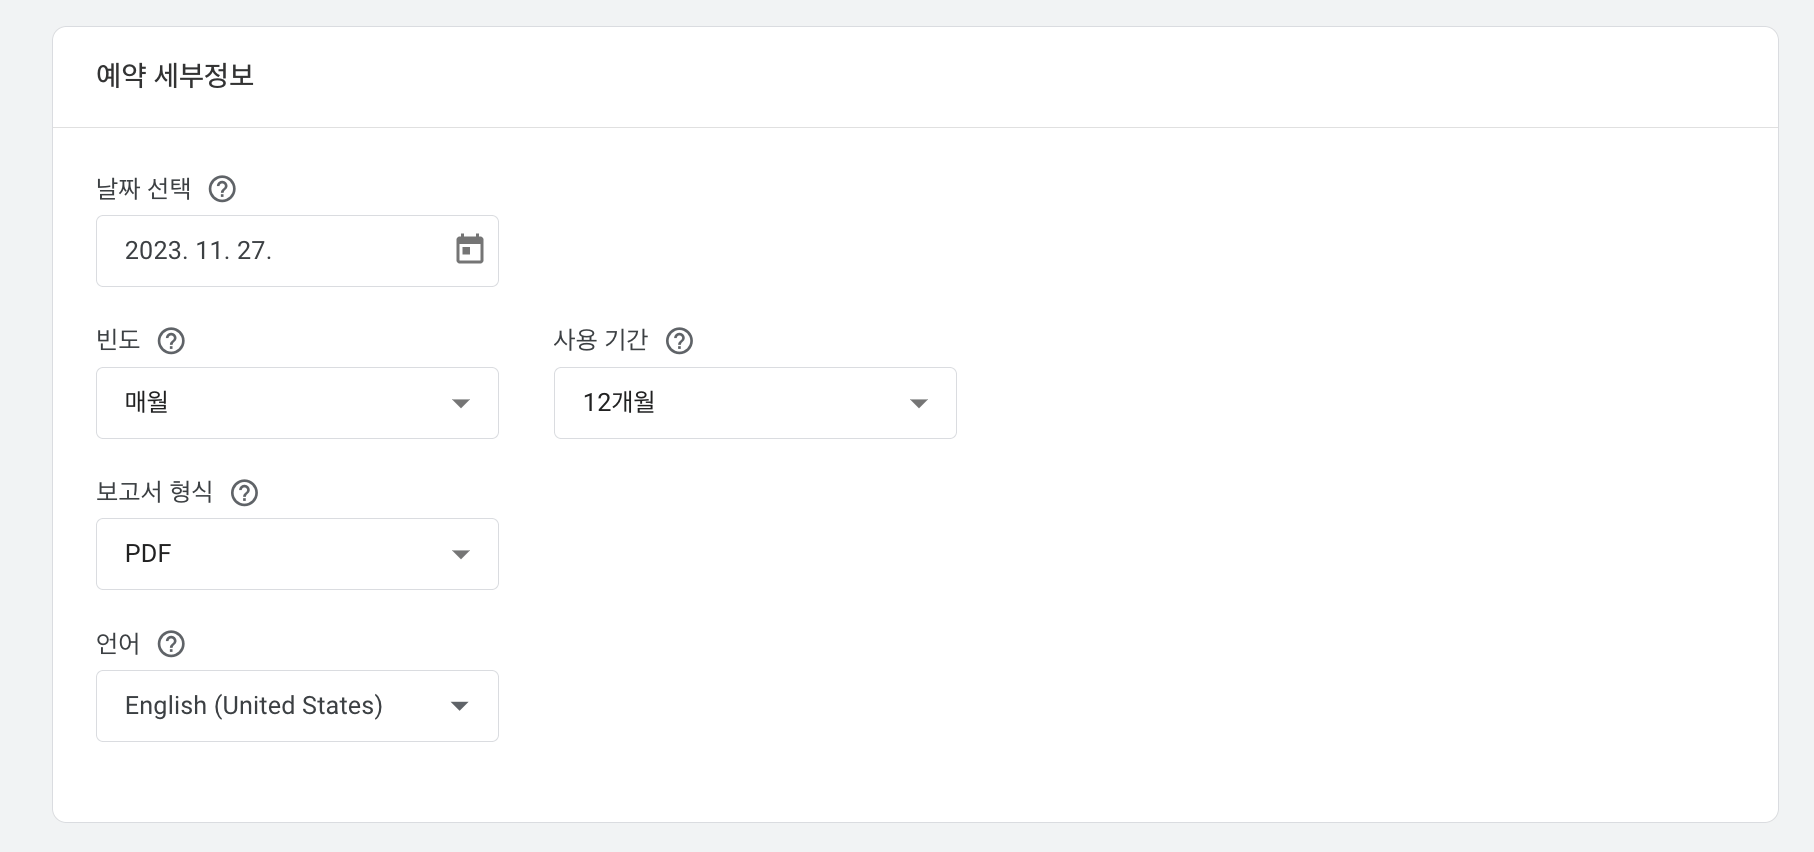 예약 세부정보
날짜 선택
2023. 11. 27.
빈도
사용 기간
매월
12개월
보고서 형식
PDF
언어
English (United States)